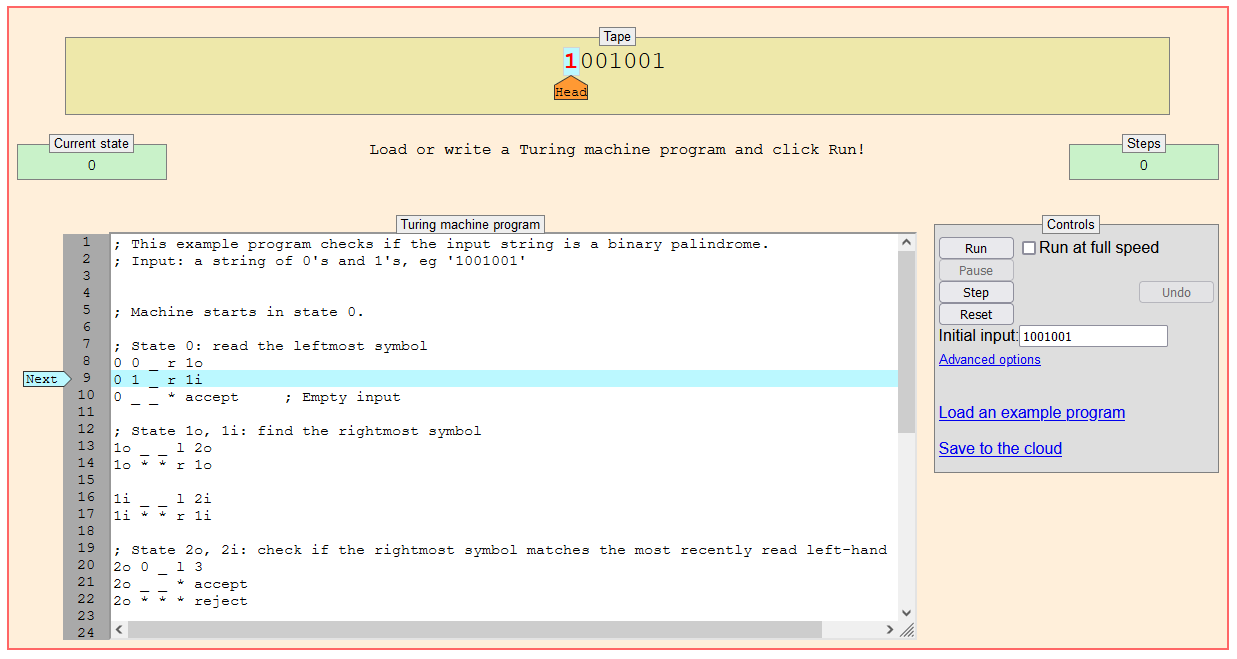 Tape
1001001
Head
Current state
0
Load or write a Turing machine program and click Run!
Steps
0
Turing machine program
1 ; This example program checks if the input string is a binary palindrome.
2 ; Input: a string of 0's and 1's, eg '1001001'
3
4
5 ; Machine starts in state 0.
6
7 ; State 0: read the leftmost symbol
8 0 0 _ r 1o
Next 9 0 1 _ r 1i
10 0 _ _ * accept     ; Empty input
11
12 ; State 1o, 1i: find the rightmost symbol
13 1o _ _ l 2o
14 1o * * r 1o
15
16 1i _ _ l 2i
17 1i * * r 1i
18
19 ; State 2o, 2i: check if the rightmost symbol matches the most recently read left-hand
20 2o 0 _ l 3
21 2o _ _ * accept
22 2o * * * reject
23
24
Controls
Run Run at full speed
Pause
Step Undo
Reset
Initial input: 1001001
Advanced options
Load an example program
Save to the cloud